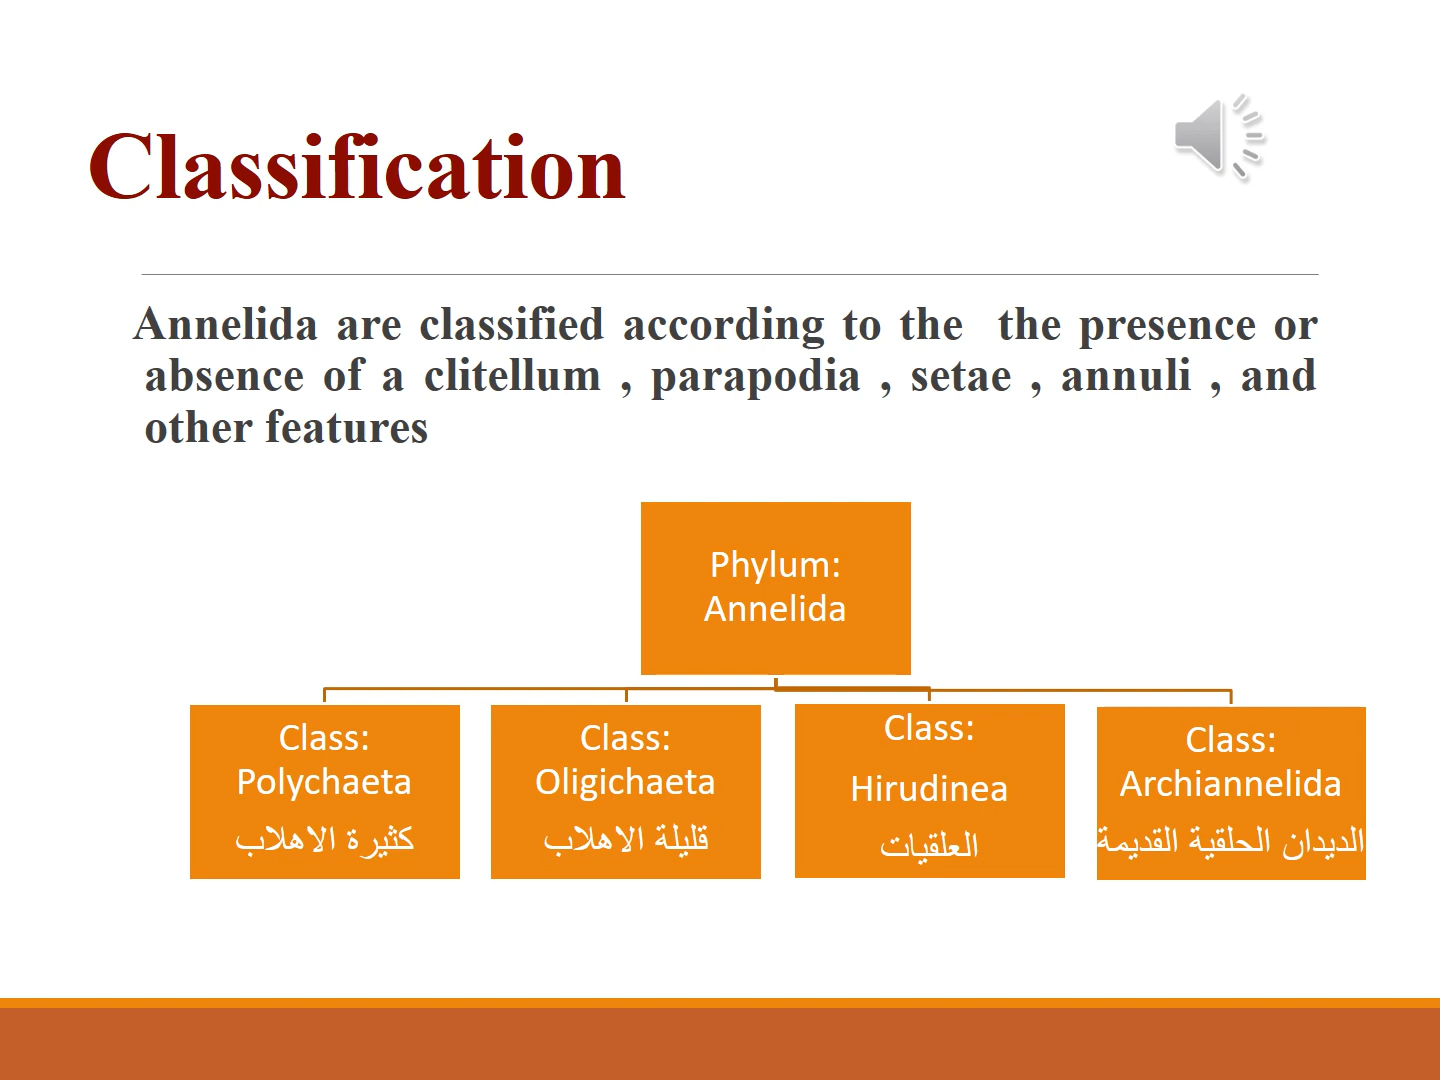 Classification
Annelida are classified according to the the presence or
absence of a clitellum , parapodia , setae , annuli , and
other features
Phylum:
Annelida
Class:
Polychaeta
كثيرة الاهلاب
Class:
Oligichaeta
قليلة الاهلاب
Class:
Hirudinea
العلقيات
Class:
Archiannelida
الديدان الحلقية القديمة